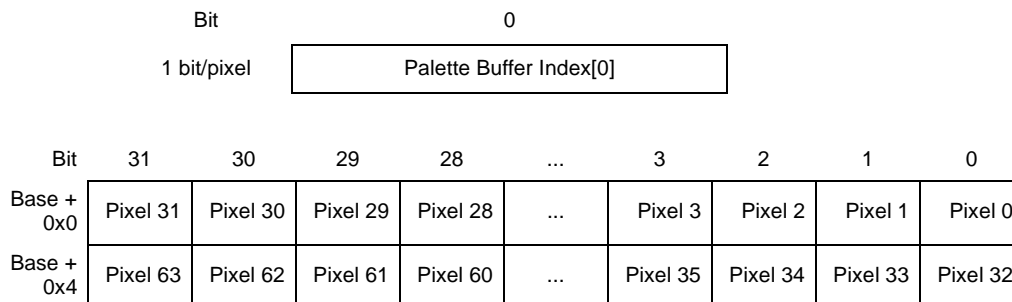 Bit 0
1 bit/pixel Palette Buffer Index[0]
Bit 31 30 29 28 ... 3 2 1 0
Base + 0x0 Pixel 31 Pixel 30 Pixel 29 Pixel 28 ... Pixel 3 Pixel 2 Pixel 1 Pixel 0
Base + 0x4 Pixel 63 Pixel 62 Pixel 61 Pixel 60 ... Pixel 35 Pixel 34 Pixel 33 Pixel 32